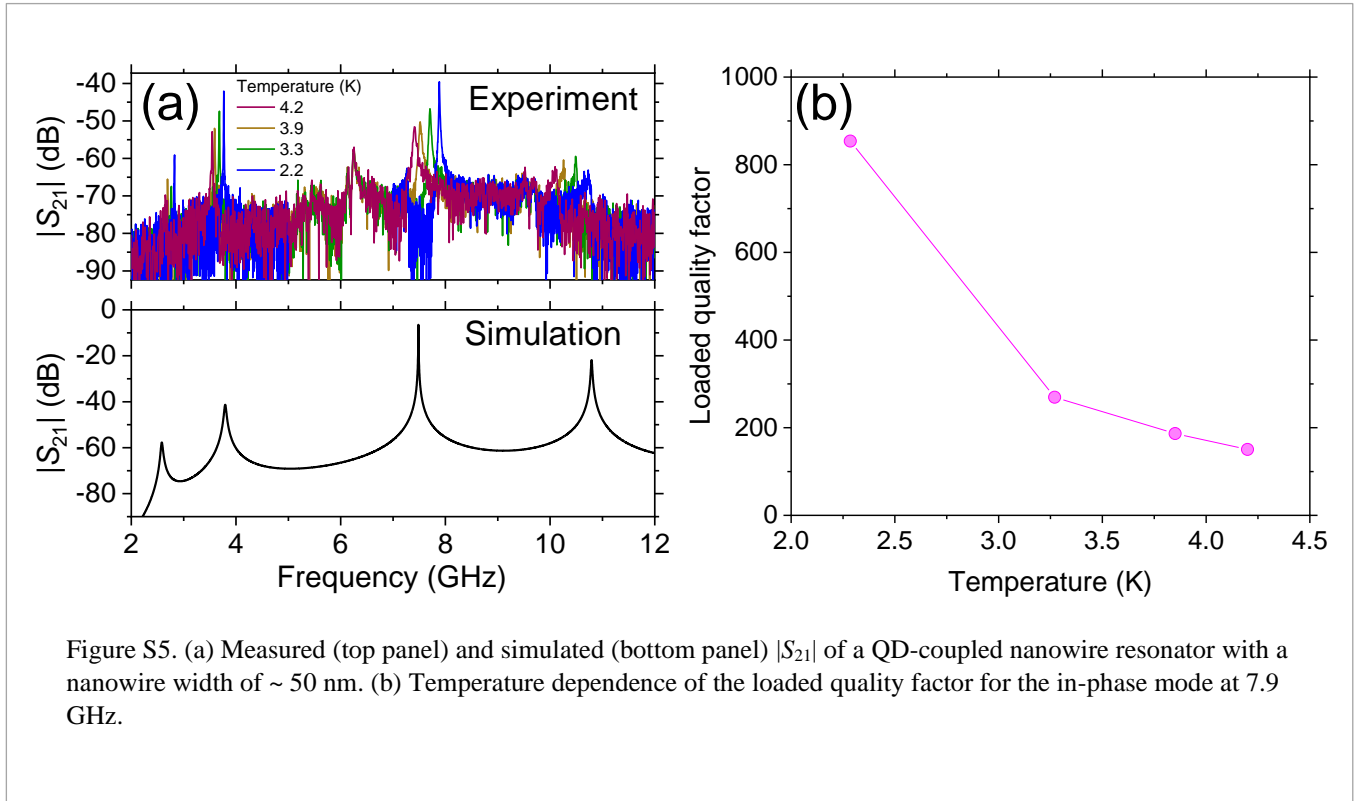 (a)
Temperature (K)
4.2
3.9
3.3
2.2
Experiment
|S21| (dB)
-40
-50
-60
-70
-80
-90
Simulation
|S21| (dB)
0
-20
-40
-60
-80
2 4 6 8 10 12
Frequency (GHz)
(b)
Loaded quality factor
1000
800
600
400
200
0
2.0 2.5 3.0 3.5 4.0 4.5
Temperature (K)
Figure S5. (a) Measured (top panel) and simulated (bottom panel) |S21| of a QD-coupled nanowire resonator with a
nanowire width of ~ 50 nm. (b) Temperature dependence of the loaded quality factor for the in-phase mode at 7.9
GHz.